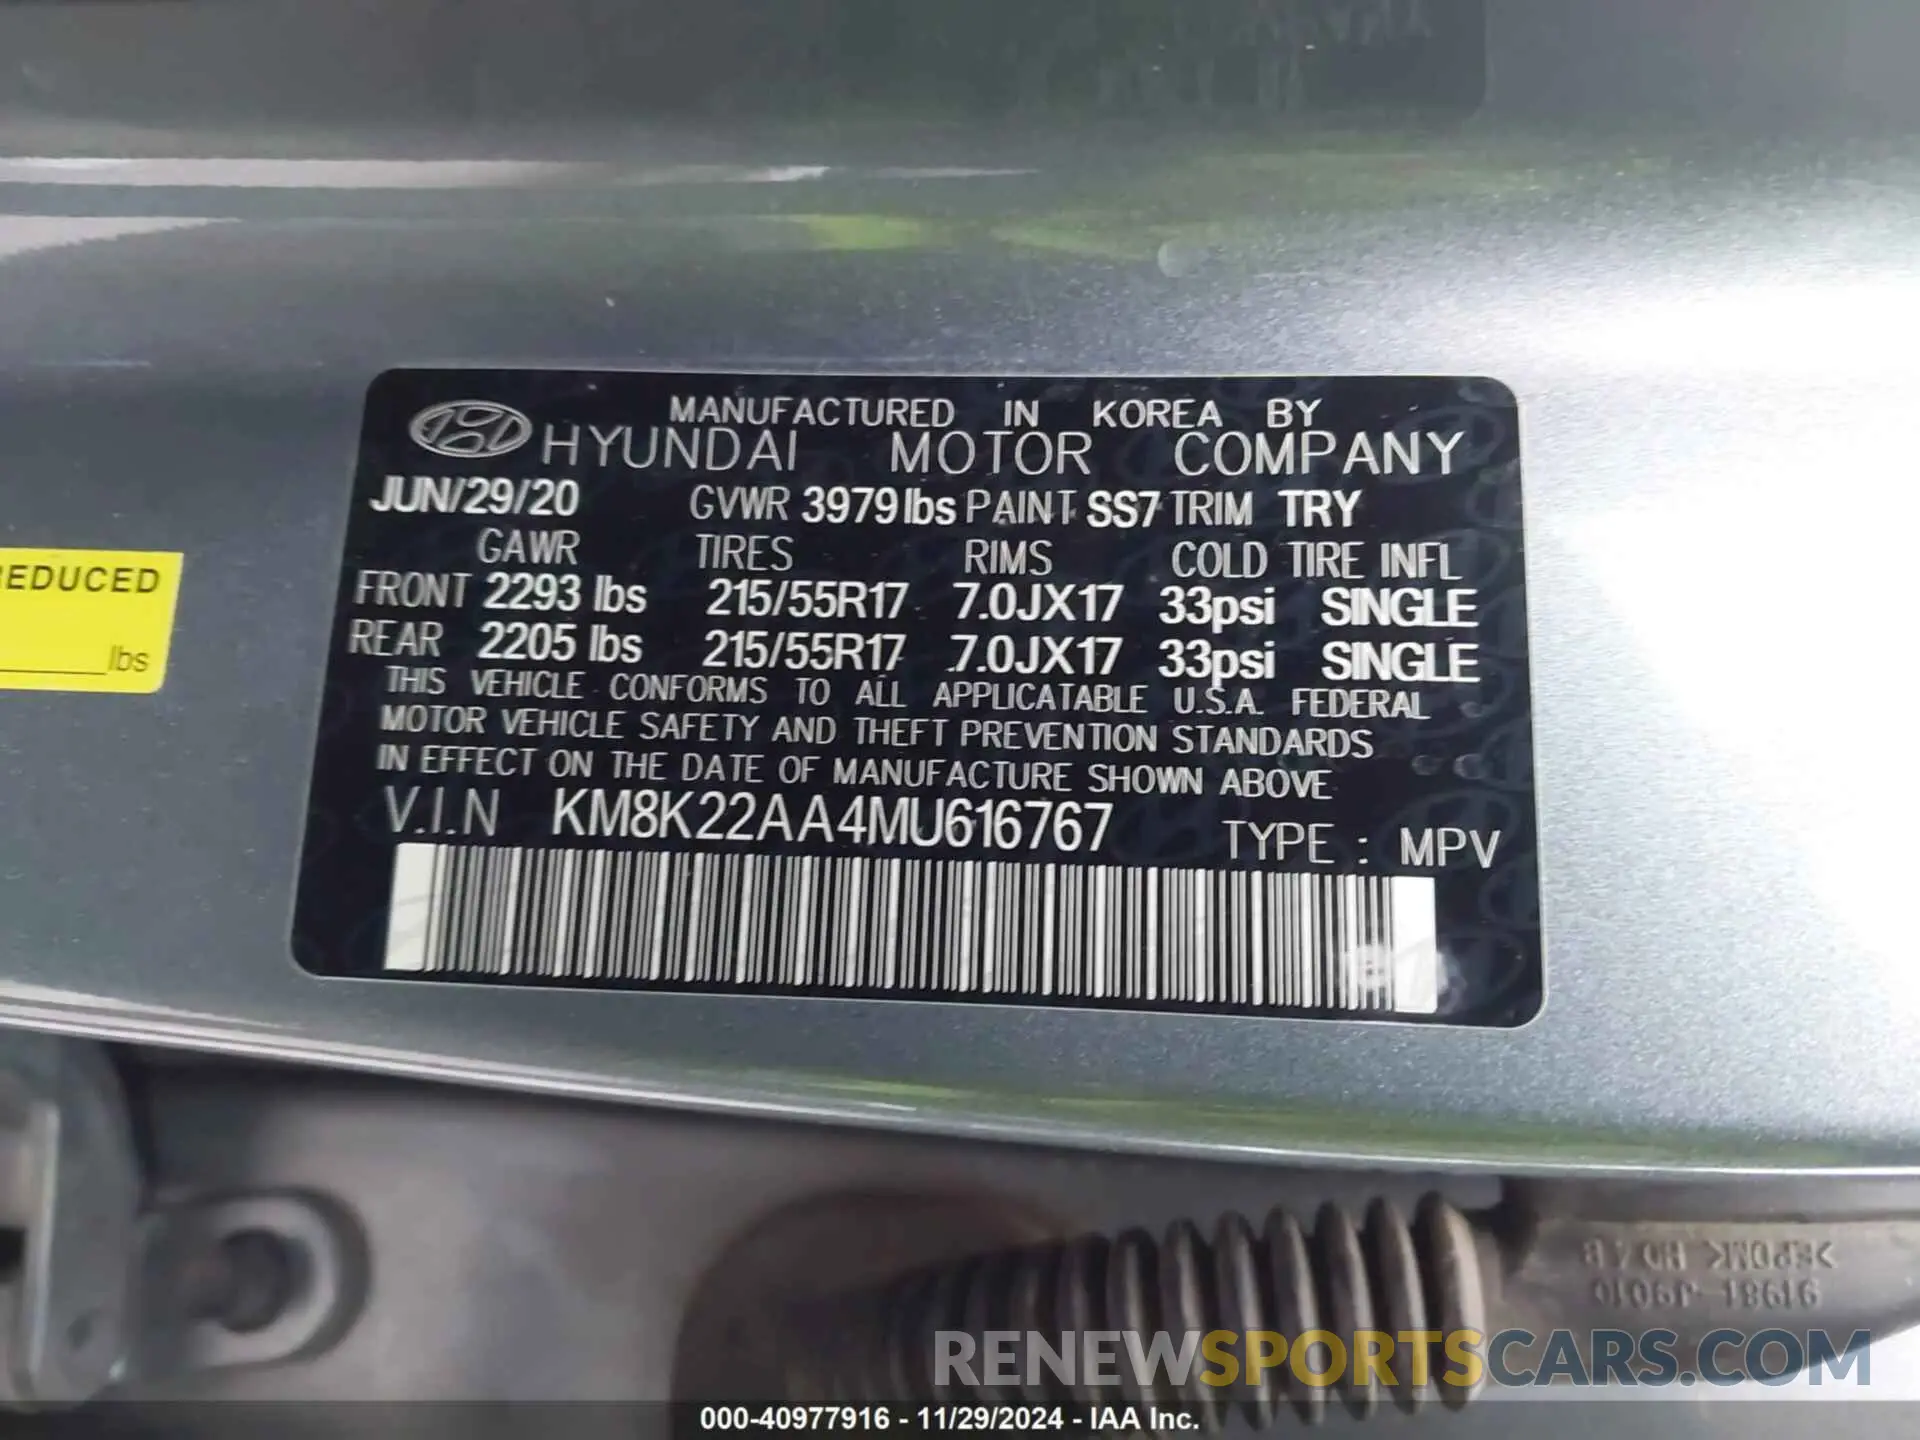 MANUFACTURED IN KOREA BY
HYUNDAI MOTOR COMPANY
JUN/29/20 GVWR 3979lbs PAINT SS7 TRIM TRY
GAWR TIRES RIMS COLD TIRE INFL
FRONT 2293 lbs 215/55R17 7.0JX17 33psi SINGLE
REAR 2205 lbs 215/55R17 7.0JX17 33psi SINGLE
THIS VEHICLE CONFORMS TO ALL APPLICATABLE U.S.A. FEDERAL
MOTOR VEHICLE SAFETY AND THEFT PREVENTION STANDARDS
IN EFFECT ON THE DATE OF MANUFACTURE SHOWN ABOVE
V.I.N KM8K22AA4MU616767 TYPE : MPV
REDUCED
lbs
91981-J9010
RENEWSPORTSCARS.COM
000-40977916 - 11/29/2024 - IAA Inc.